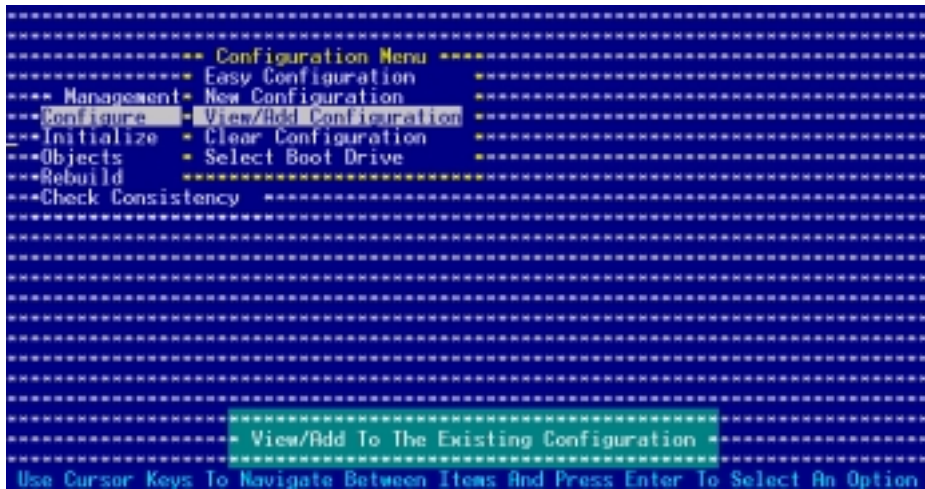 Configuration Menu
Easy Configuration
Management New Configuration
Configure View/Add Configuration
Initialize Clear Configuration
Objects Select Boot Drive
Rebuild
Check Consistency
View/Add To The Existing Configuration
Use Cursor Keys To Navigate Between Items And Press Enter To Select An Option